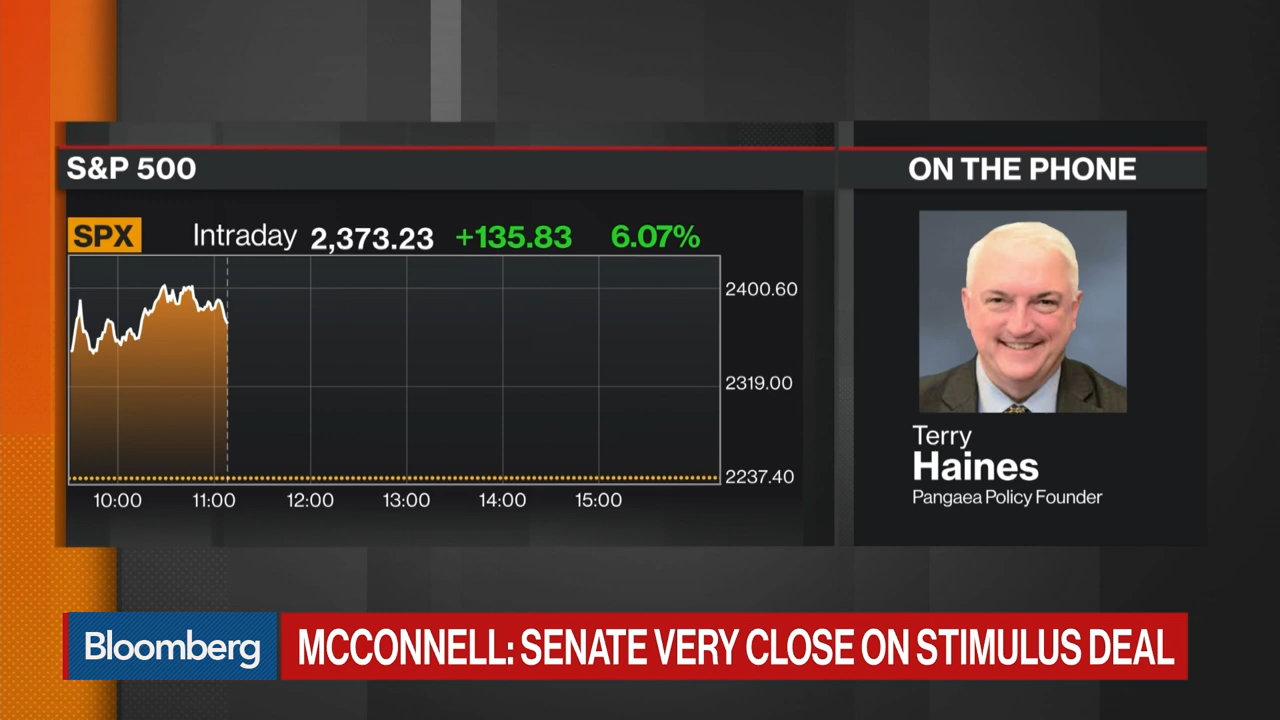 S&P 500
ON THE PHONE
SPX Intraday 2,373.23 +135.83 6.07%
2400.60
2319.00
2237.40
10:00 11:00 12:00 13:00 14:00 15:00
Terry
Haines
Pangaea Policy Founder
Bloomberg
MCCONNELL: SENATE VERY CLOSE ON STIMULUS DEAL